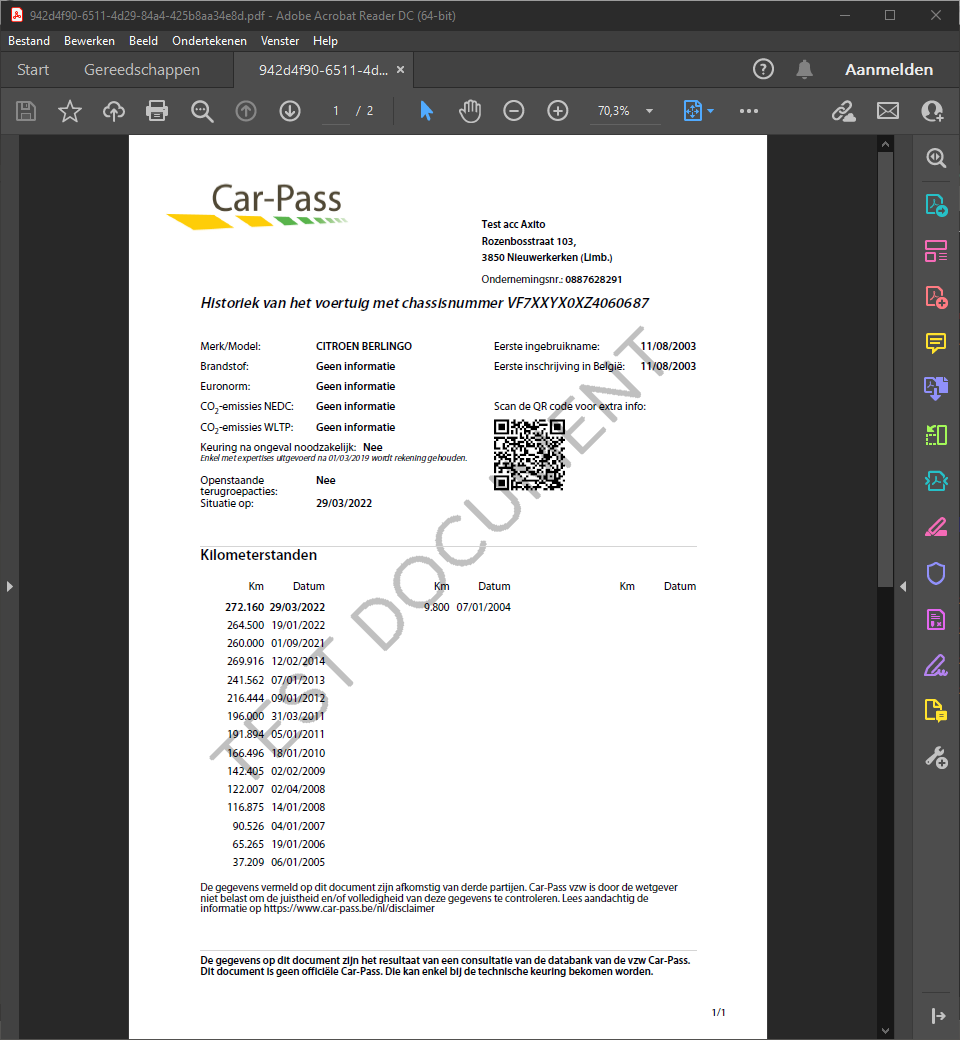 942d4f90-6511-4d29-84a4-425b8aa34e8d.pdf - Adobe Acrobat Reader DC (64-bit)
Bestand Bewerken Beeld Ondertekenen Venster Help
Start Gereedschappen 942d4f90-6511-4d... × Aanmelden
1 / 2 70,3%
Car-Pass
Test acc Axito
Rozenbosstraat 103,
3850 Nieuwerkerken (Limb.)
Ondernemingsnr.: 0887628291
Historiek van het voertuig met chassisnummer VF7XXYX0XZ4060687
Merk/Model: CITROEN BERLINGO Eerste ingebruikname: 11/08/2003
Brandstof: Geen informatie Eerste inschrijving in België: 11/08/2003
Euronorm: Geen informatie
CO2-emissies NEDC: Geen informatie Scan de QR code voor extra info:
CO2-emissies WLTP: Geen informatie
Keuring na ongeval noodzakelijk: Nee
Enkel met expertises uitgevoerd na 01/03/2019 wordt rekening gehouden.
Openstaande Nee
terugroepacties:
Situatie op: 29/03/2022
TEST DOCUMENT
Kilometerstanden
Km Datum Km Datum Km Datum
272.160 29/03/2022 9.800 07/01/2004
264.500 19/01/2022
260.000 01/09/2021
269.916 12/02/2014
241.562 07/01/2013
216.444 09/01/2012
196.000 31/03/2011
191.894 05/01/2011
166.496 18/01/2010
142.405 02/02/2009
122.007 02/04/2008
116.875 14/01/2008
90.526 04/01/2007
65.265 19/01/2006
37.209 06/01/2005
De gegevens vermeld op dit document zijn afkomstig van derde partijen. Car-Pass vzw is door de wetgever
niet belast om de juistheid en/of volledigheid van deze gegevens te controleren. Lees aandachtig de
informatie op https://www.car-pass.be/nl/disclaimer
De gegevens op dit document zijn het resultaat van een consultatie van de databank van de vzw Car-Pass.
Dit document is geen officiële Car-Pass. Die kan enkel bij de technische keuring bekomen worden.
1/1